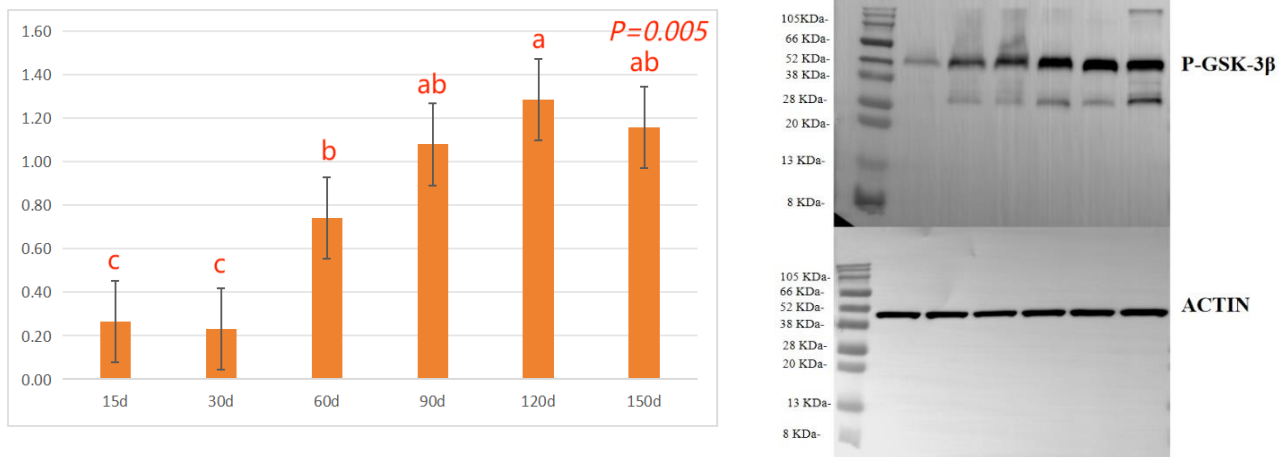 1.60
1.40
1.20
1.00
0.80
0.60
0.40
0.20
0.00
P=0.005
c
c
b
ab
a
ab
15d
30d
60d
90d
120d
150d
105KDa-
66 KDa-
52 KDa-
38 KDa-
28 KDa-
20 KDa-
13 KDa-
8 KDa-
P-GSK-3β
105 KDa-
66 KDa-
52 KDa-
38 KDa-
28 KDa-
20 KDa-
13 KDa-
8 KDa-
ACTIN